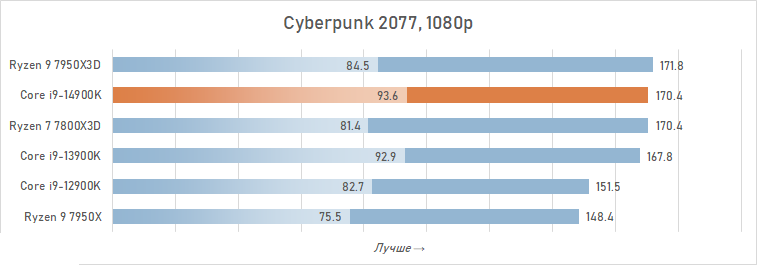 Cyberpunk 2077, 1080p
Ryzen 9 7950X3D 84.5 171.8
Core i9-14900K 93.6 170.4
Ryzen 7 7800X3D 81.4 170.4
Core i9-13900K 92.9 167.8
Core i9-12900K 82.7 151.5
Ryzen 9 7950X 75.5 148.4
Лучше →